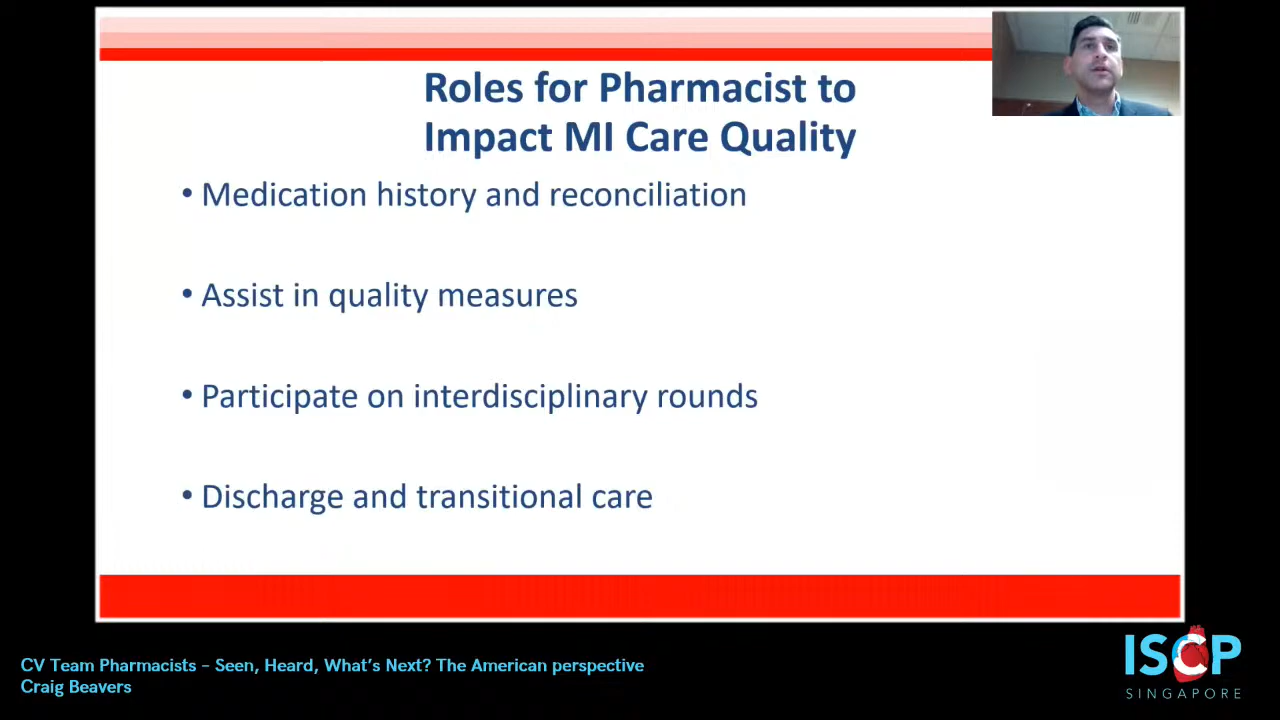 Roles for Pharmacist to
Impact MI Care Quality
• Medication history and reconciliation
• Assist in quality measures
• Participate on interdisciplinary rounds
• Discharge and transitional care
CV Team Pharmacists – Seen, Heard, What's Next? The American perspective
Craig Beavers
ISCP
SINGAPORE